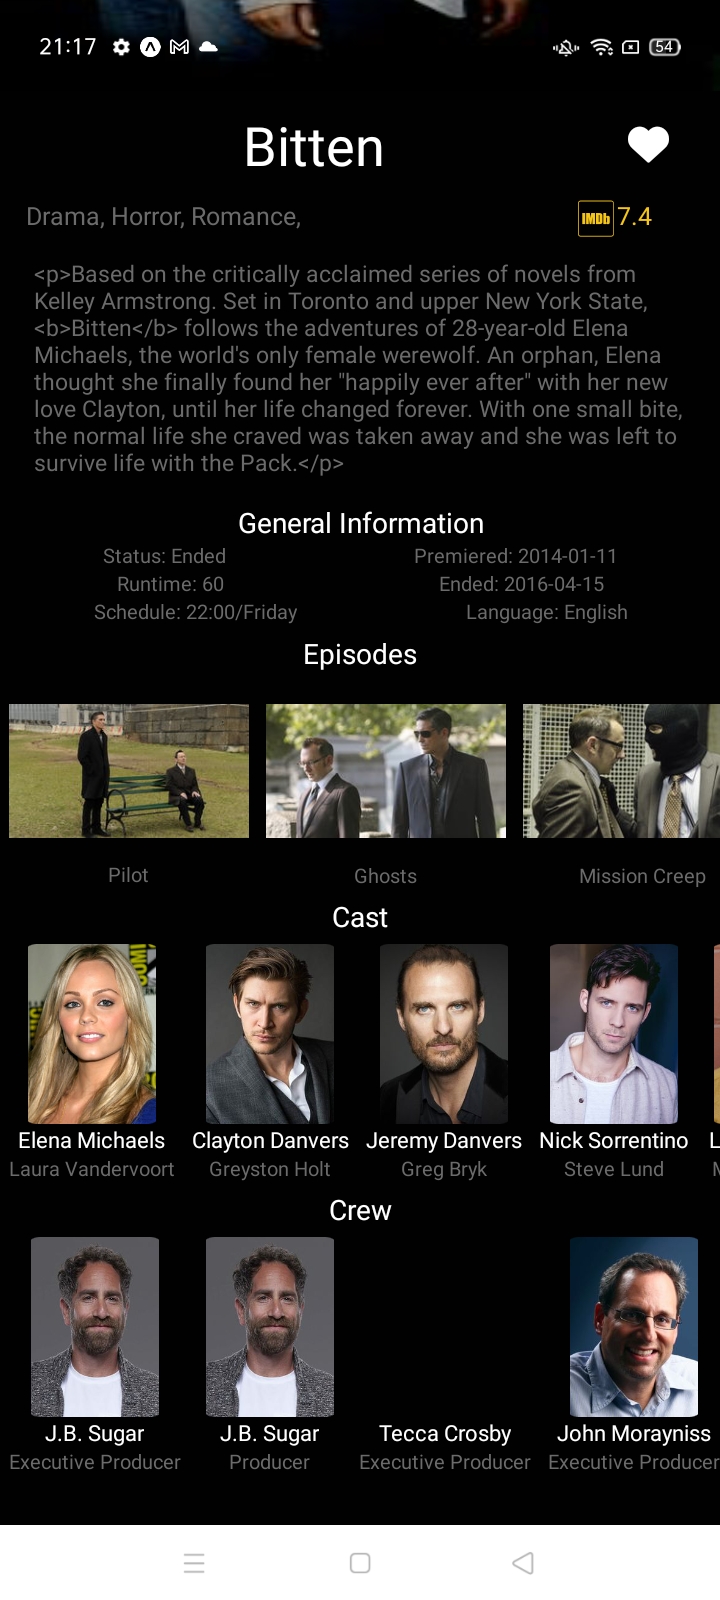 21:17
54
Bitten
Drama, Horror, Romance,
IMDb 7.4
<p>Based on the critically acclaimed series of novels from
Kelley Armstrong. Set in Toronto and upper New York State,
<b>Bitten</b> follows the adventures of 28-year-old Elena
Michaels, the world's only female werewolf. An orphan, Elena
thought she finally found her "happily ever after" with her new
love Clayton, until her life changed forever. With one small bite,
the normal life she craved was taken away and she was left to
survive life with the Pack.</p>
General Information
Status: Ended Premiered: 2014-01-11
Runtime: 60 Ended: 2016-04-15
Schedule: 22:00/Friday Language: English
Episodes
Pilot Ghosts Mission Creep
Cast
Elena Michaels Clayton Danvers Jeremy Danvers Nick Sorrentino
Laura Vandervoort Greyston Holt Greg Bryk Steve Lund
Crew
J.B. Sugar J.B. Sugar Tecca Crosby John Morayniss
Executive Producer Producer Executive Producer Executive Producer